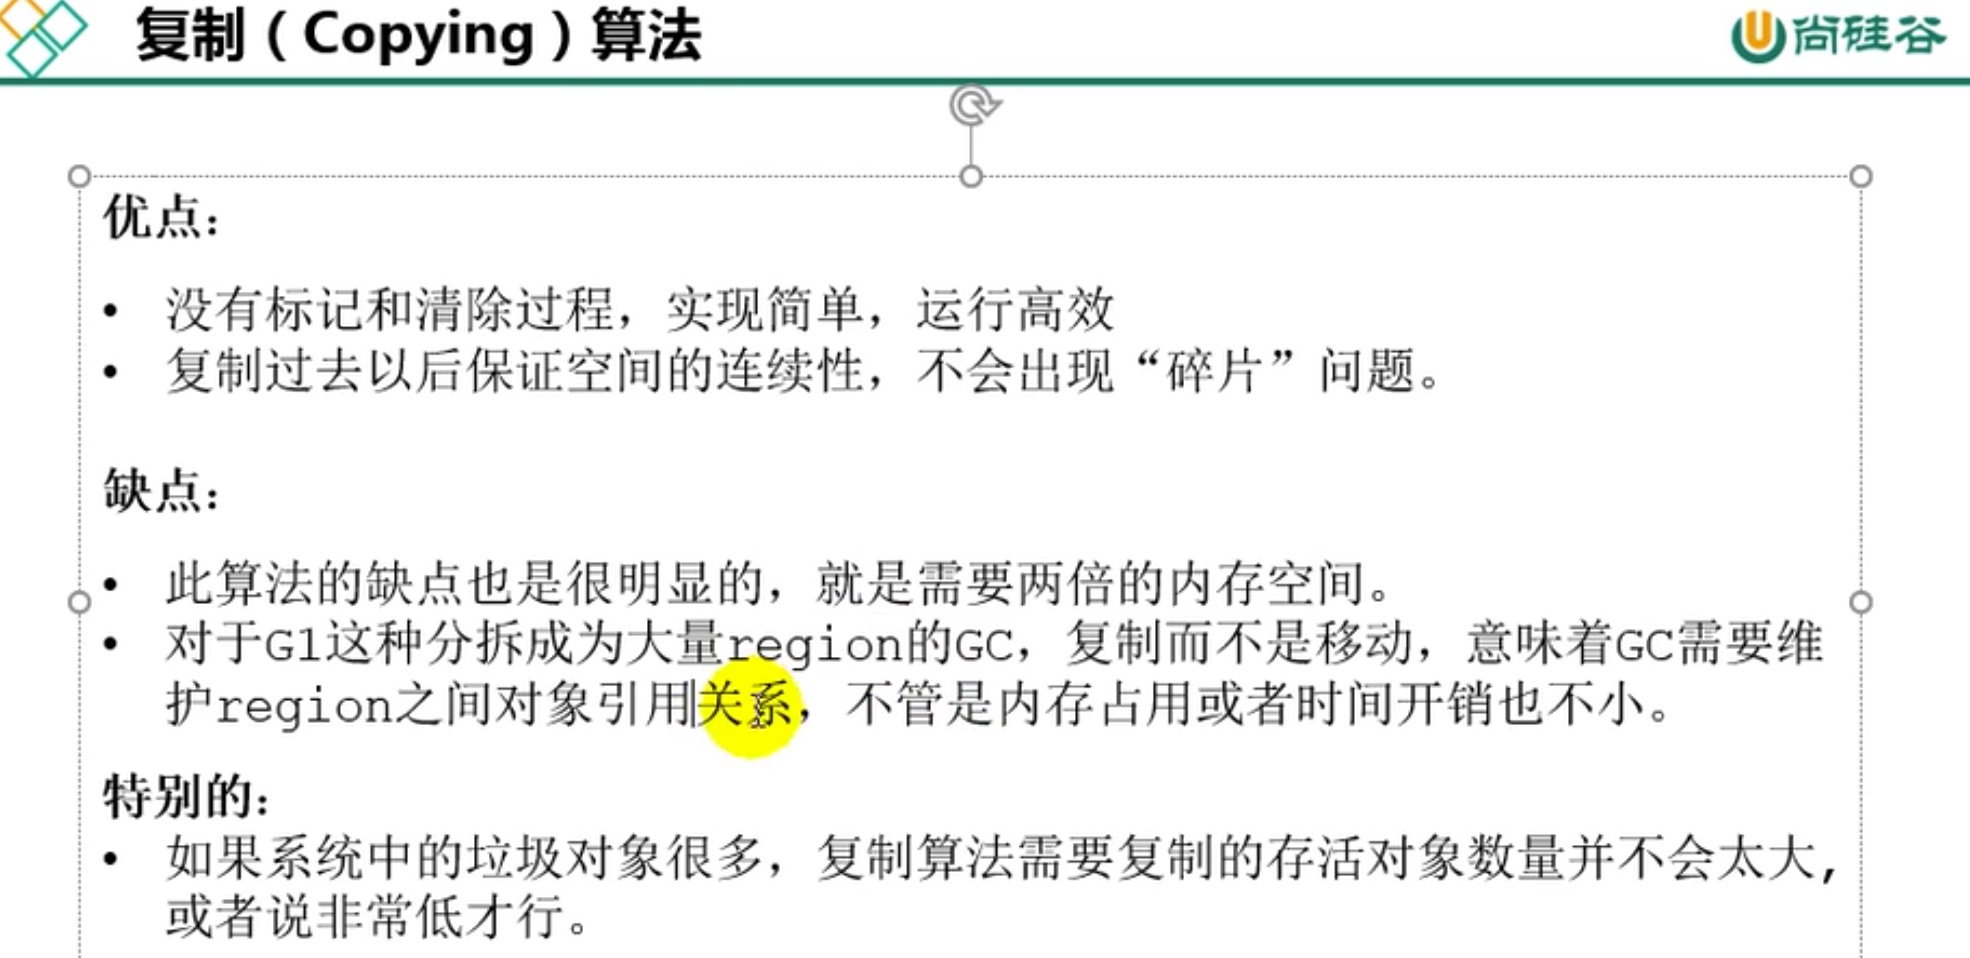 复制（Copying）算法
尚硅谷
优点：
• 没有标记和清除过程，实现简单，运行高效
• 复制过去以后保证空间的连续性，不会出现“碎片”问题。
缺点：
• 此算法的缺点也是很明显的，就是需要两倍的内存空间。
• 对于G1这种分拆成为大量region的GC，复制而不是移动，意味着GC需要维
护region之间对象引用关系，不管是内存占用或者时间开销也不小。
特别的：
• 如果系统中的垃圾对象很多，复制算法需要复制的存活对象数量并不会太大,
或者说非常低才行。